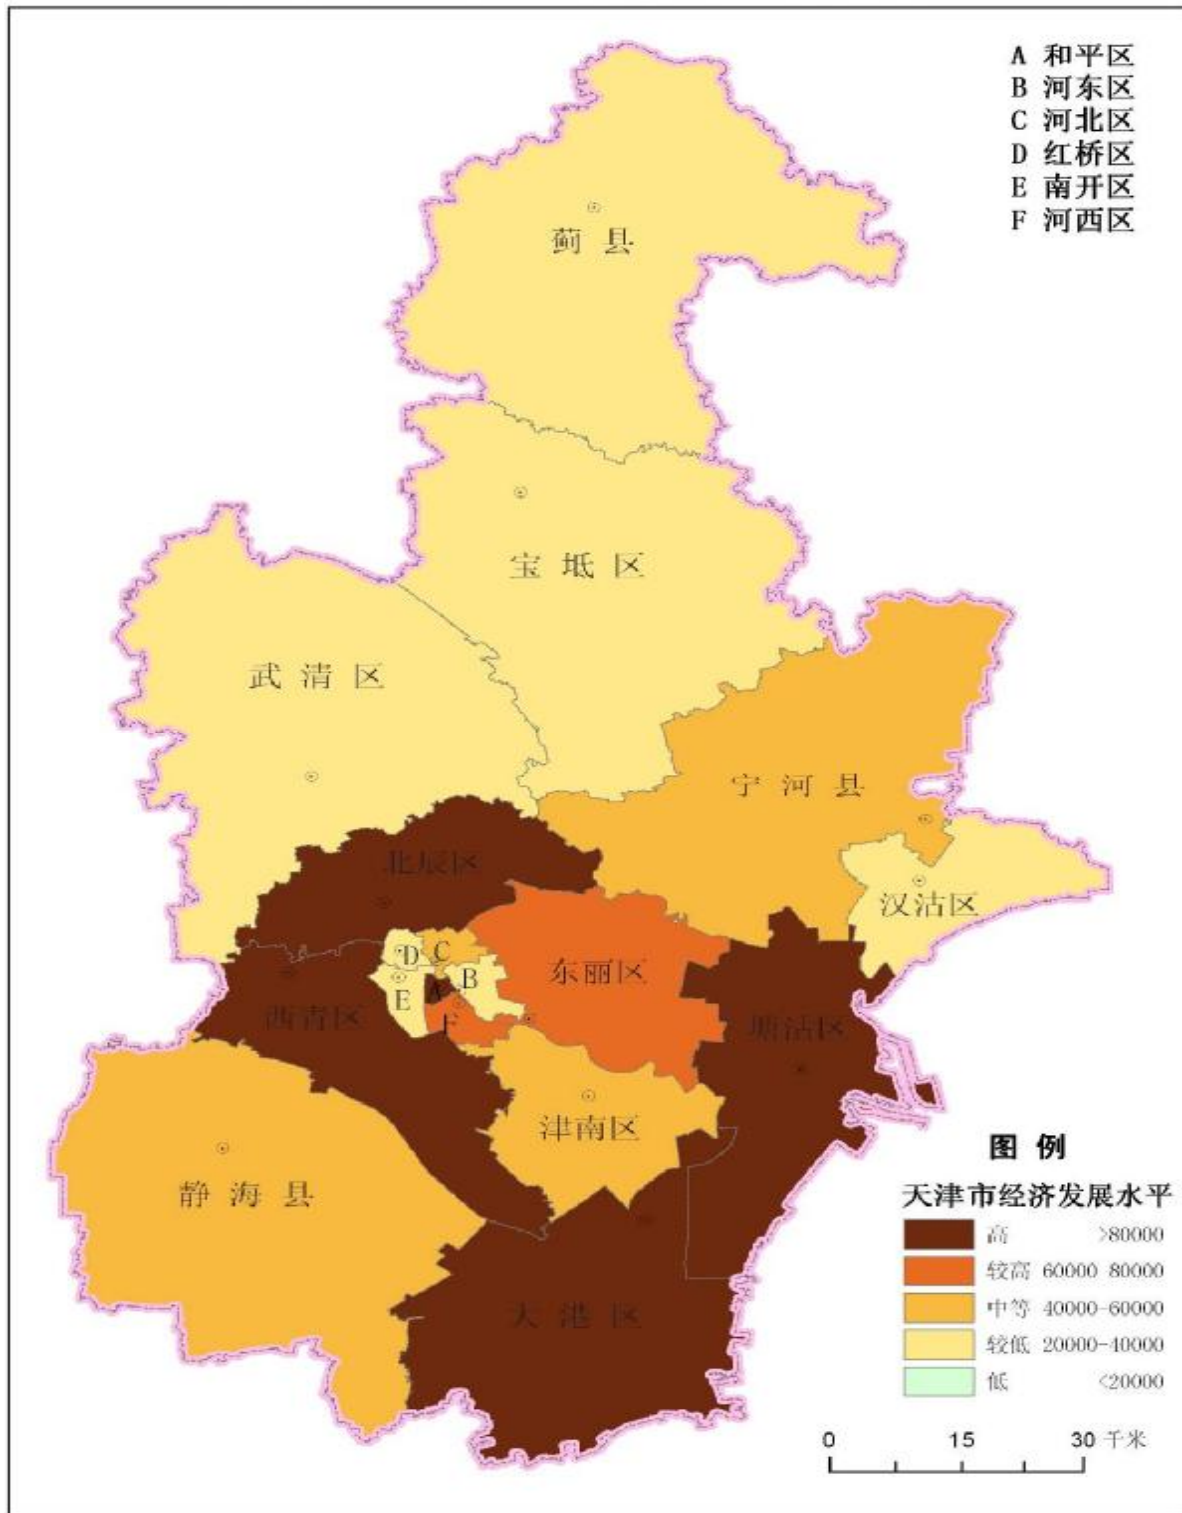 A 和平区
B 河东区
C 河北区
D 红桥区
E 南开区
F 河西区
蓟县
宝坻区
武清区
宁河县
北辰区
汉沽区
D
C
B
E
A
F
东丽区
西青区
塘沽区
津南区
静海县
大港区
图例
天津市经济发展水平
高 >80000
较高 60000 80000
中等 40000-60000
较低 20000-40000
低 <20000
0 15 30 千米